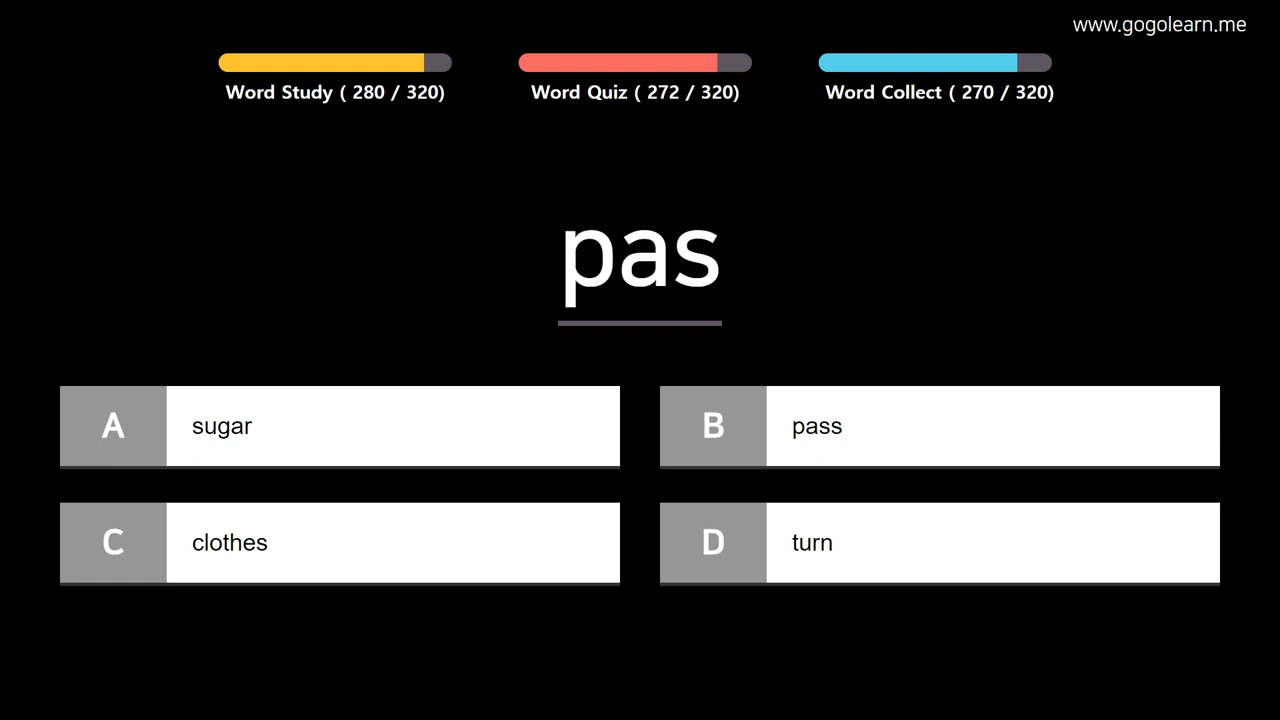 www.gogolearn.me
Word Study ( 280 / 320)
Word Quiz ( 272 / 320)
Word Collect ( 270 / 320)
pas
A sugar
B pass
C clothes
D turn